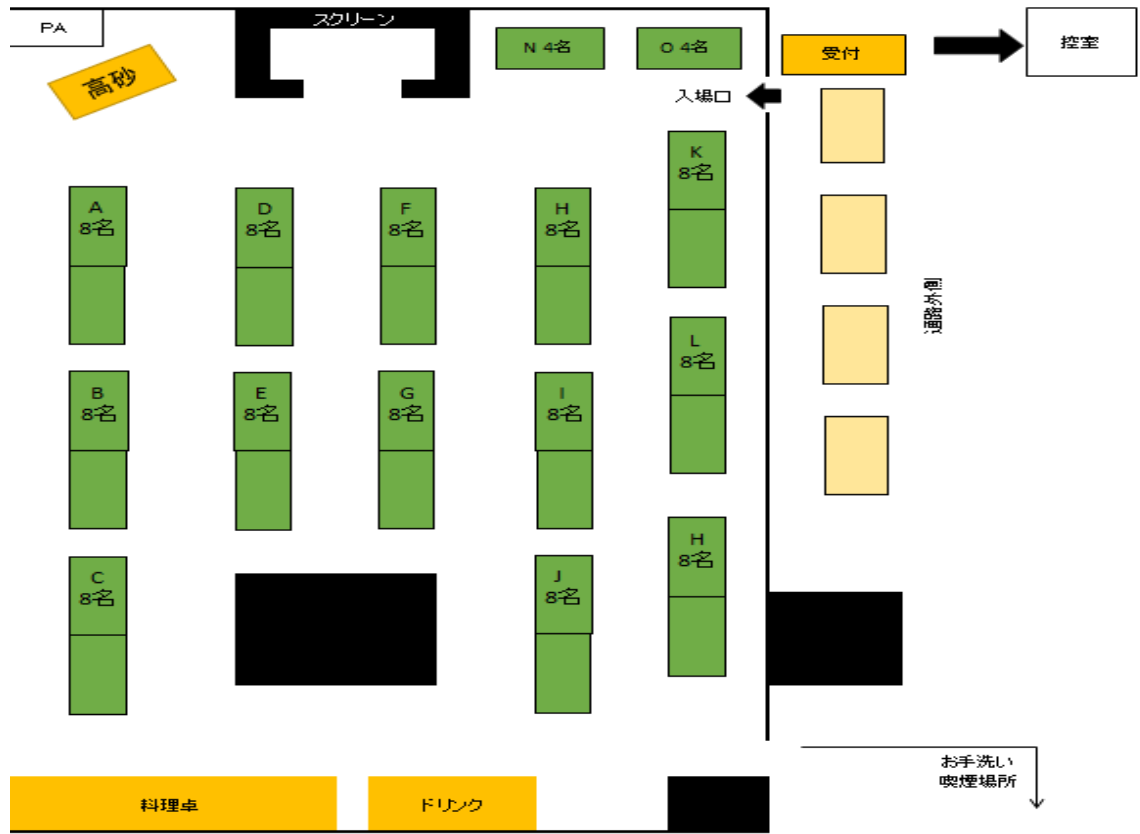 PA
スクリーン
N 4名
O 4名
受付
控室
高砂
入場口
K
8名
A
8名
D
8名
F
8名
H
8名
通路外側
L
8名
B
8名
E
8名
G
8名
I
8名
H
8名
C
8名
J
8名
お手洗い
喫煙場所
料理卓
ドリンク